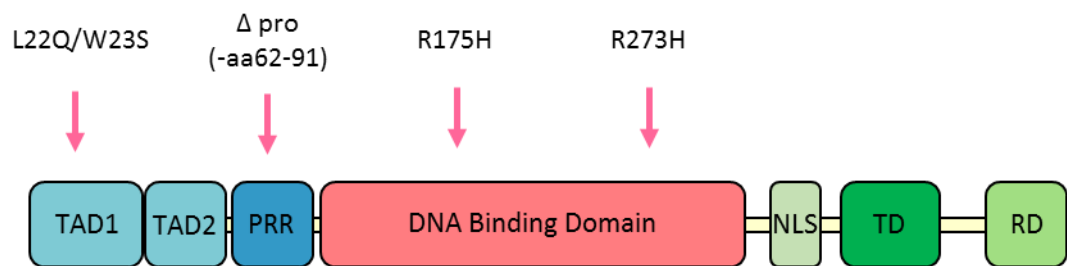 L22Q/W23S
Δ pro
(-aa62-91)
R175H
R273H
TAD1
TAD2
PRR
DNA Binding Domain
NLS
TD
RD